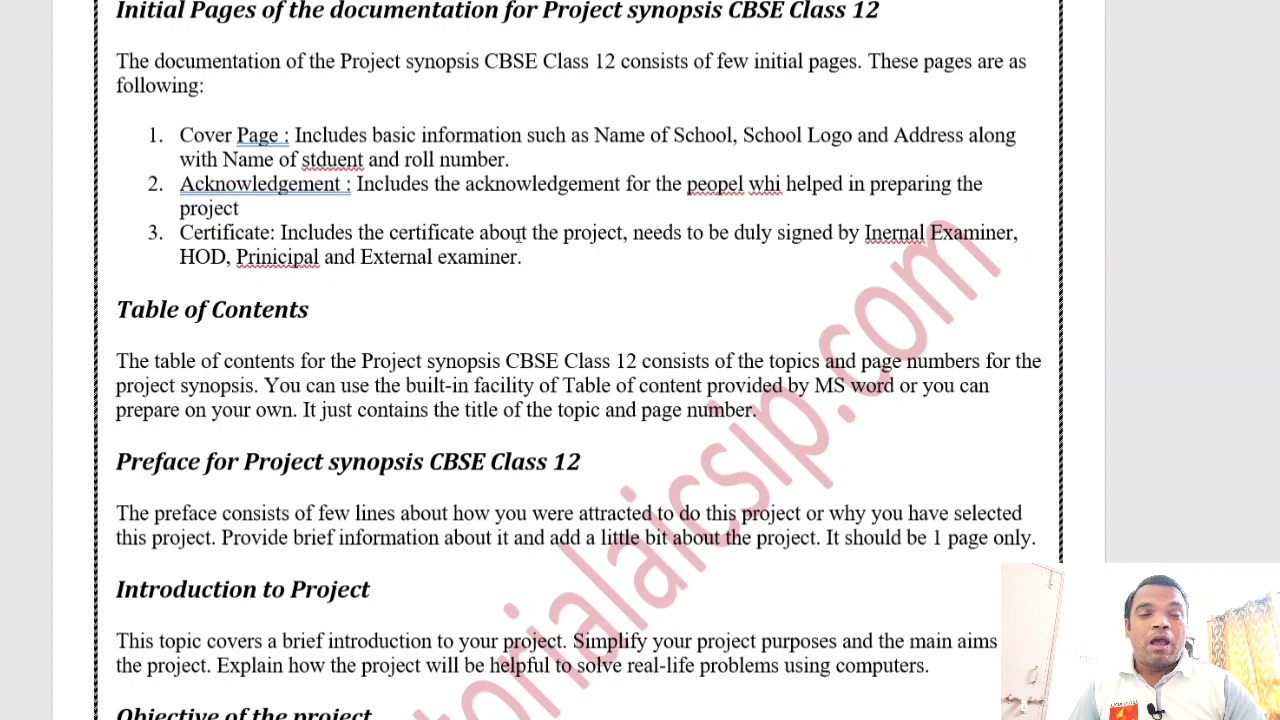 Initial Pages of the documentation for Project synopsis CBSE Class 12
The documentation of the Project synopsis CBSE Class 12 consists of few initial pages. These pages are as
following:
1. Cover Page : Includes basic information such as Name of School, School Logo and Address along
with Name of stduent and roll number.
2. Acknowledgement : Includes the acknowledgement for the peopel whi helped in preparing the
project
3. Certificate: Includes the certificate about the project, needs to be duly signed by Inernal Examiner,
HOD, Prinicipal and External examiner.
Table of Contents
The table of contents for the Project synopsis CBSE Class 12 consists of the topics and page numbers for the
project synopsis. You can use the built-in facility of Table of content provided by MS word or you can
prepare on your own. It just contains the title of the topic and page number.
Preface for Project synopsis CBSE Class 12
The preface consists of few lines about how you were attracted to do this project or why you have selected
this project. Provide brief information about it and add a little bit about the project. It should be 1 page only.
Introduction to Project
This topic covers a brief introduction to your project. Simplify your project purposes and the main aims
the project. Explain how the project will be helpful to solve real-life problems using computers.
Objective of the project
torialaicsip.com